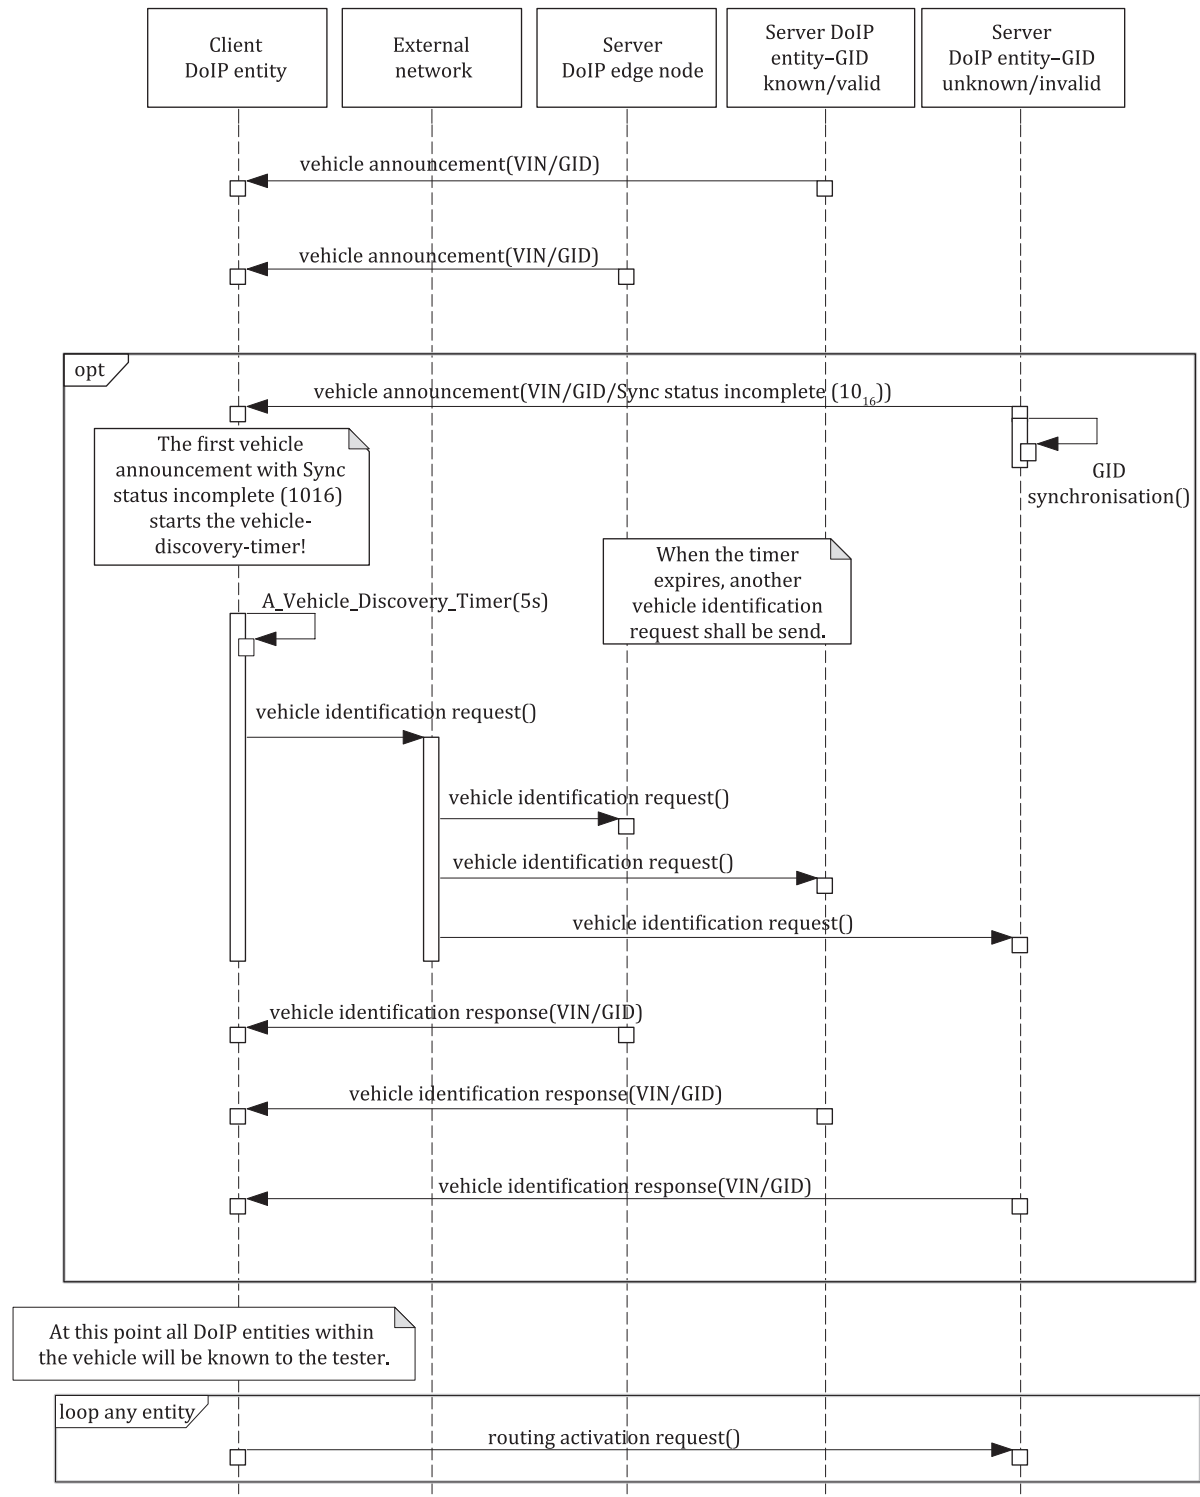 Client
DoIP entity
External
network
Server
DoIP edge node
Server DoIP
entity–GID
known/valid
Server
DoIP entity–GID
unknown/invalid
vehicle announcement(VIN/GID)
vehicle announcement(VIN/GID)
opt
vehicle announcement(VIN/GID/Sync status incomplete (10₁₆))
The first vehicle
announcement with Sync
status incomplete (1016)
starts the vehicle-
discovery-timer!
GID
synchronisation()
When the timer
expires, another
vehicle identification
request shall be send.
A_Vehicle_Discovery_Timer(5s)
vehicle identification request()
vehicle identification request()
vehicle identification request()
vehicle identification request()
vehicle identification response(VIN/GID)
vehicle identification response(VIN/GID)
vehicle identification response(VIN/GID)
At this point all DoIP entities within
the vehicle will be known to the tester.
loop any entity
routing activation request()